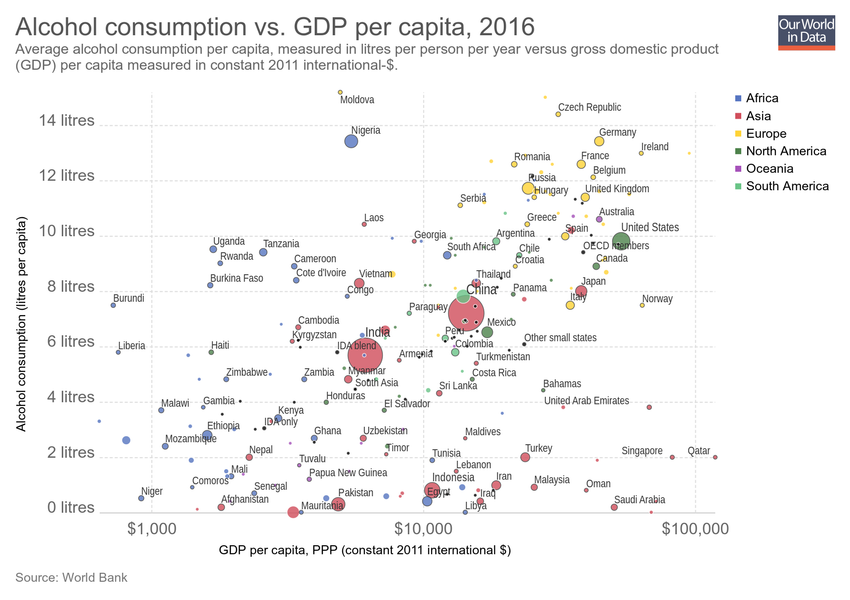 Alcohol consumption vs. GDP per capita, 2016
Our World
in Data
Average alcohol consumption per capita, measured in litres per person per year versus gross domestic product
(GDP) per capita measured in constant 2011 international-$.
Africa
Asia
Europe
North America
Oceania
South America
Alcohol consumption (litres per capita)
14 litres
12 litres
10 litres
8 litres
6 litres
4 litres
2 litres
0 litres
Moldova
Czech Republic
Nigeria
Germany
Ireland
Romania
France
Belgium
Russia
Hungary
United Kingdom
Serbia
Laos
Greece
Australia
Georgia
Argentina
Spain
United States
Uganda
Tanzania
South Africa
Chile
OECD members
Rwanda
Cameroon
Croatia
Canada
Burkina Faso
Cote d'Ivoire
Vietnam
Thailand
Congo
China
Panama
Japan
Burundi
Paraguay
Italy
Norway
Cambodia
Kyrgyzstan
India
Peru
Mexico
Liberia
Haiti
IDA blend
Armenia
Colombia
Other small states
Turkmenistan
Zimbabwe
Zambia
Myanmar
South Asia
Sri Lanka
Costa Rica
Bahamas
Malawi
Gambia
Honduras
El Salvador
United Arab Emirates
Kenya
Ethiopia
IDA only
Mozambique
Ghana
Uzbekistan
Maldives
Nepal
Timor
Tunisia
Turkey
Singapore
Qatar
Mali
Tuvalu
Lebanon
Comoros
Papua New Guinea
Indonesia
Iran
Malaysia
Niger
Senegal
Pakistan
Egypt
Iraq
Oman
Afghanistan
Mauritania
Libya
Saudi Arabia
$1,000
$10,000
$100,000
GDP per capita, PPP (constant 2011 international $)
Source: World Bank